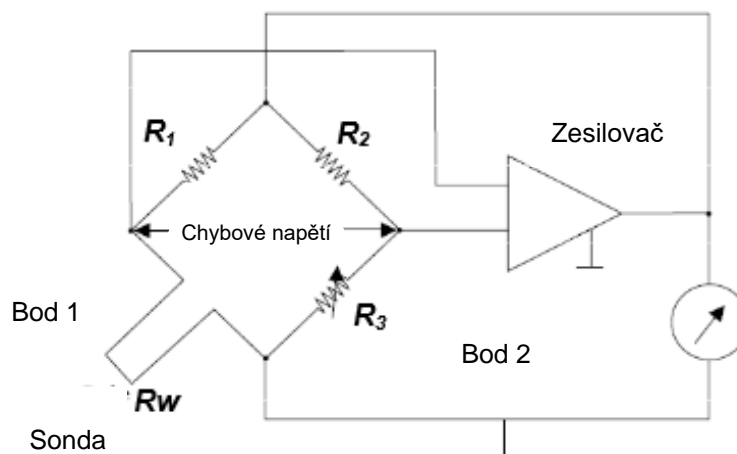 R1
R2
Zesilovač
Chybové napětí
Bod 1
R3
Bod 2
Rw
Sonda